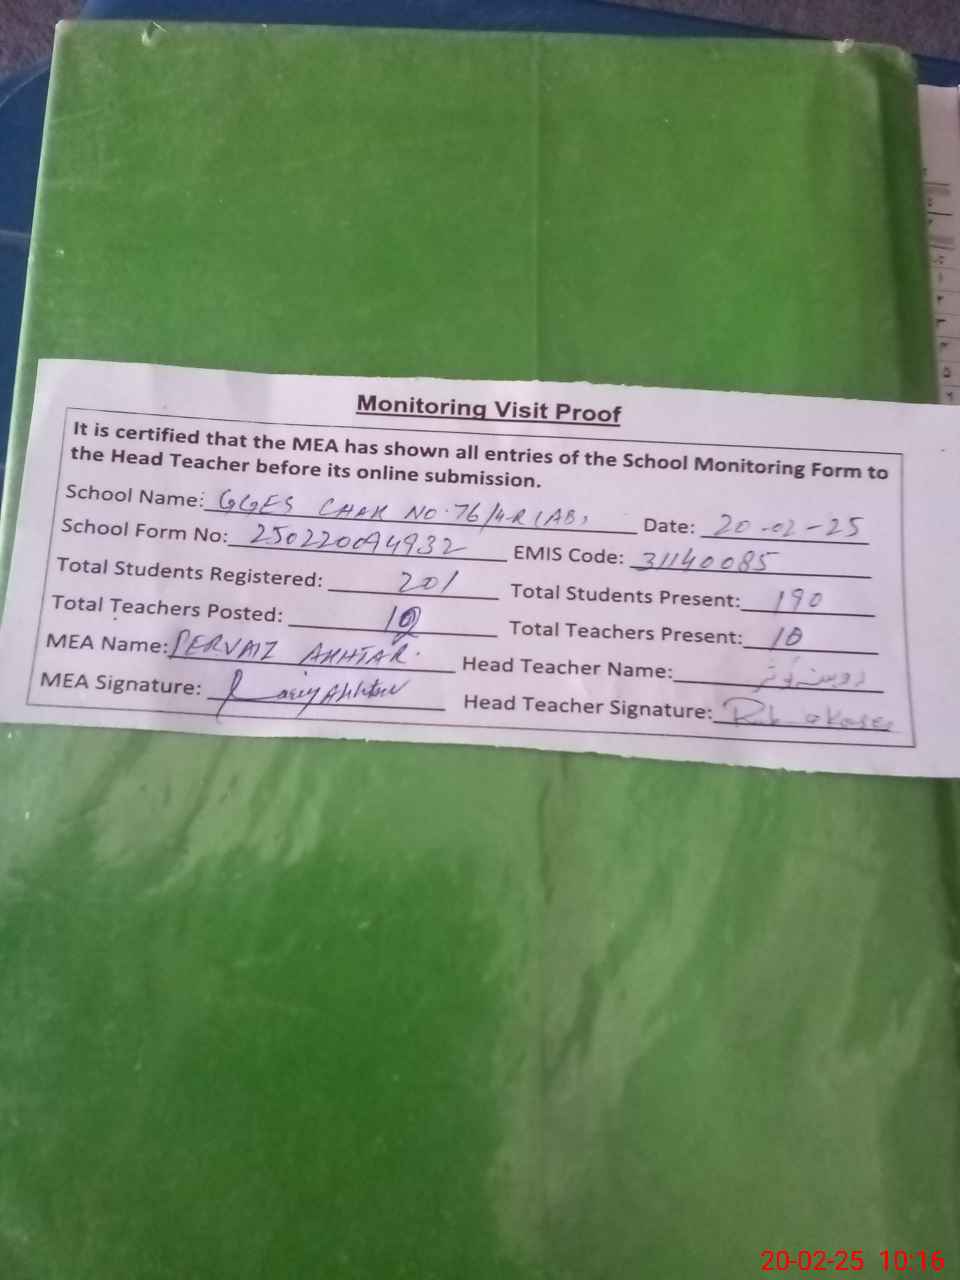 Monitoring Visit Proof
It is certified that the MEA has shown all entries of the School Monitoring Form to
the Head Teacher before its online submission.
School Name: GGES CHAK NO. 76/4-R (AB) Date: 20-02-25
School Form No: 250220094932 EMIS Code: 31140085
Total Students Registered: 201 Total Students Present: 190
Total Teachers Posted: 10 Total Teachers Present: 10
MEA Name: PERVAIZ AKHTAR. Head Teacher Name:
MEA Signature: Head Teacher Signature:
20-02-25 10:16